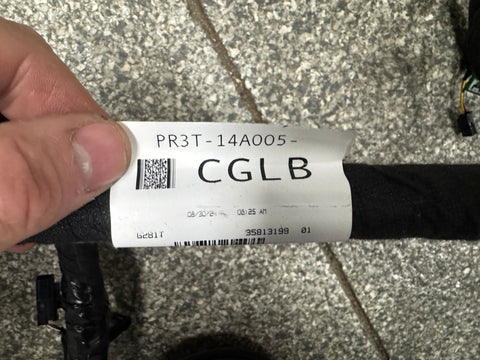 PR3T-14A005-
CGLB
08/30/24 08:25 AM
G281T 35813199 01